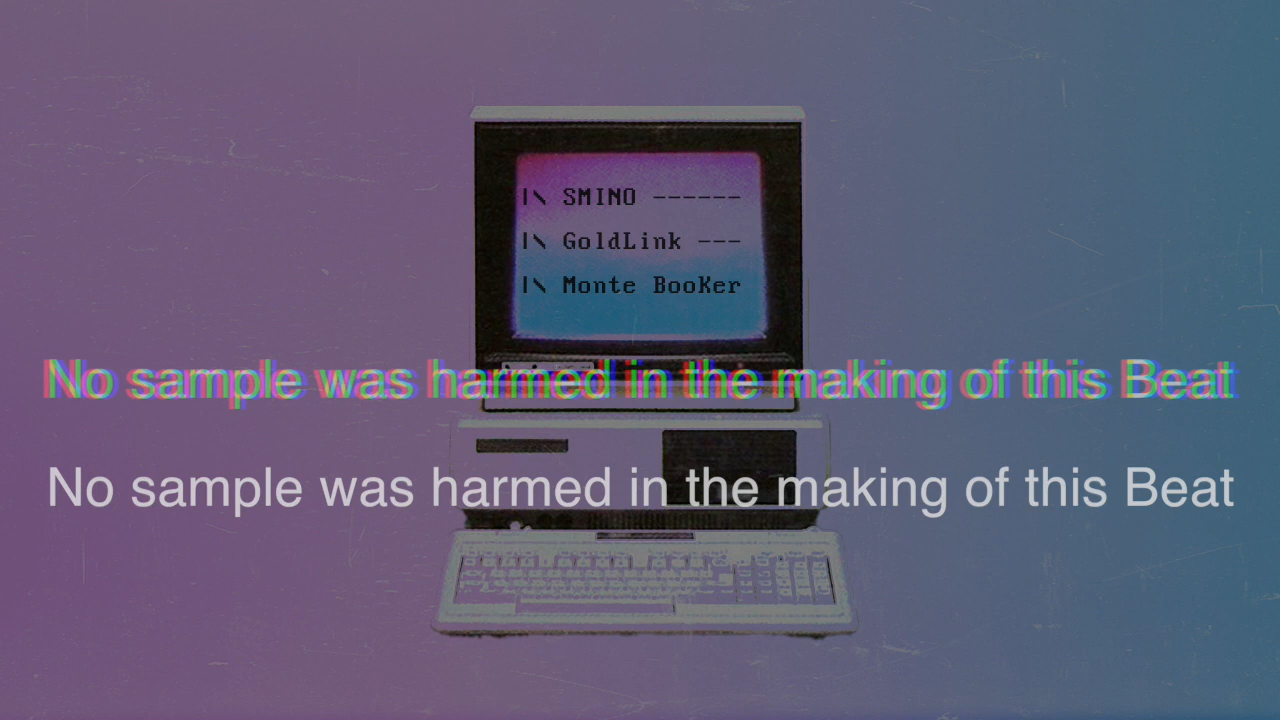 |\ SMINO ------
|\ GoldLink ---
|\ Monte BooKer
No sample was harmed in the making of this Beat
No sample was harmed in the making of this Beat